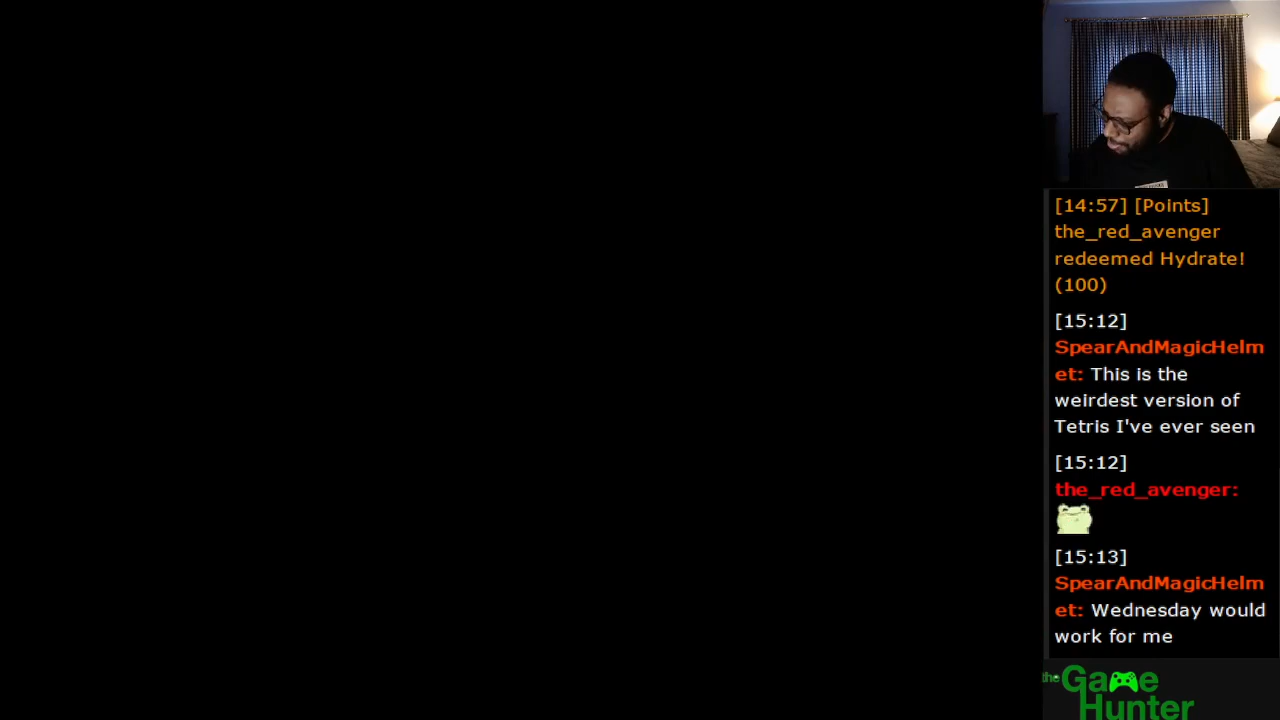 [14:57] [Points]
the_red_avenger
redeemed Hydrate!
(100)
[15:12]
SpearAndMagicHelm
et: This is the
weirdest version of
Tetris I've ever seen
[15:12]
the_red_avenger:
[15:13]
SpearAndMagicHelm
et: Wednesday would
work for me
the Game
Hunter